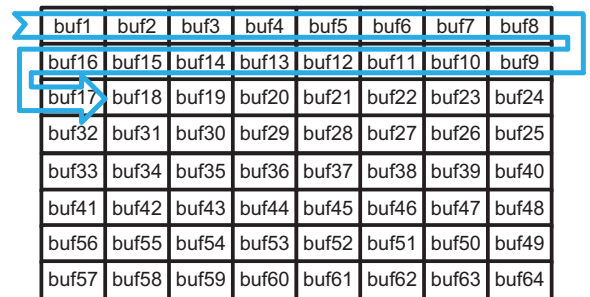 buf1 buf2 buf3 buf4 buf5 buf6 buf7 buf8
buf16 buf15 buf14 buf13 buf12 buf11 buf10 buf9
buf17 buf18 buf19 buf20 buf21 buf22 buf23 buf24
buf32 buf31 buf30 buf29 buf28 buf27 buf26 buf25
buf33 buf34 buf35 buf36 buf37 buf38 buf39 buf40
buf41 buf42 buf43 buf44 buf45 buf46 buf47 buf48
buf56 buf55 buf54 buf53 buf52 buf51 buf50 buf49
buf57 buf58 buf59 buf60 buf61 buf62 buf63 buf64